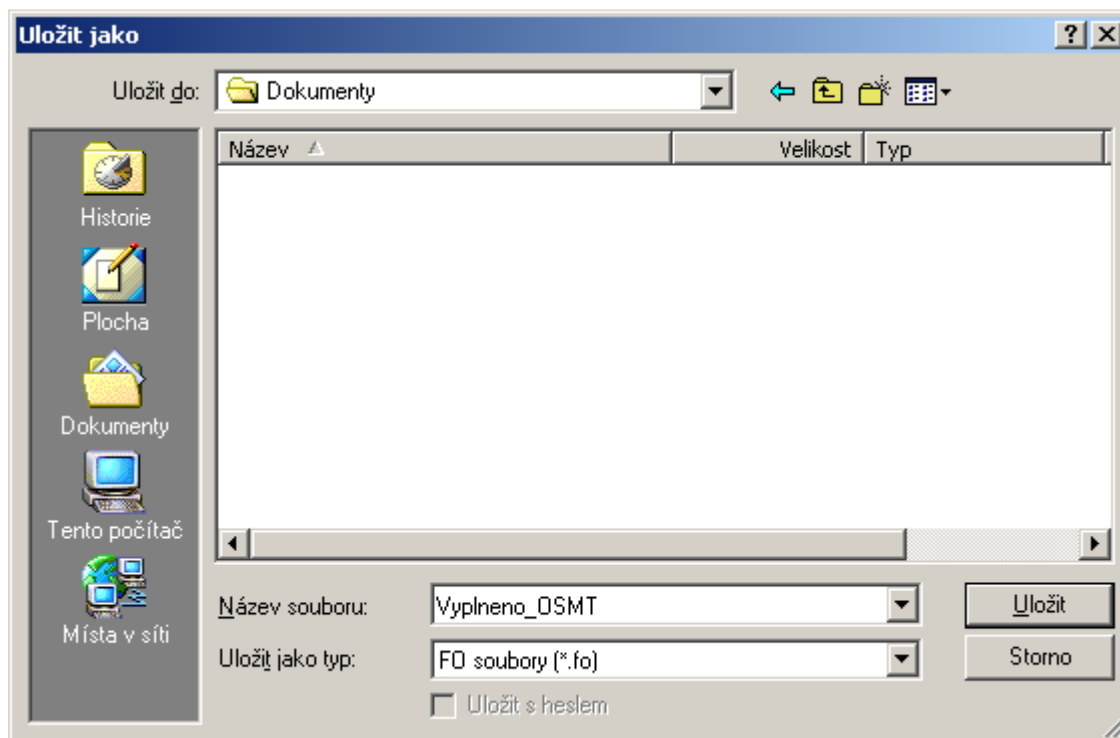 Uložit jako
Uložit do: Dokumenty
Název Velikost Typ
Historie
Plocha
Dokumenty
Tento počítač
Místa v síti
Název souboru: Vyplneno_OSMT Uložit
Uložit jako typ: FO soubory (*.fo) Storno
Uložit s heslem